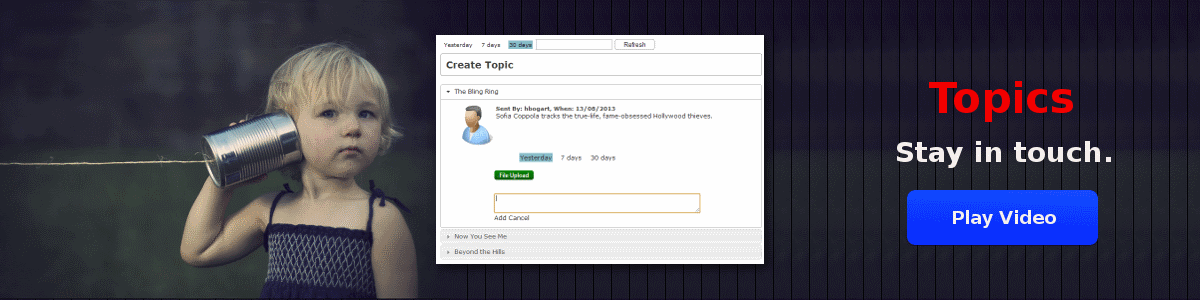 Yesterday 7 days 30 days Refresh
Create Topic
The Bling Ring
Sent By: hbogart, When: 13/08/2013
Sofia Coppola tracks the true-life, fame-obsessed Hollywood thieves.
Yesterday 7 days 30 days
File Upload
Add Cancel
Now You See Me
Beyond the Hills
Topics
Stay in touch.
Play Video